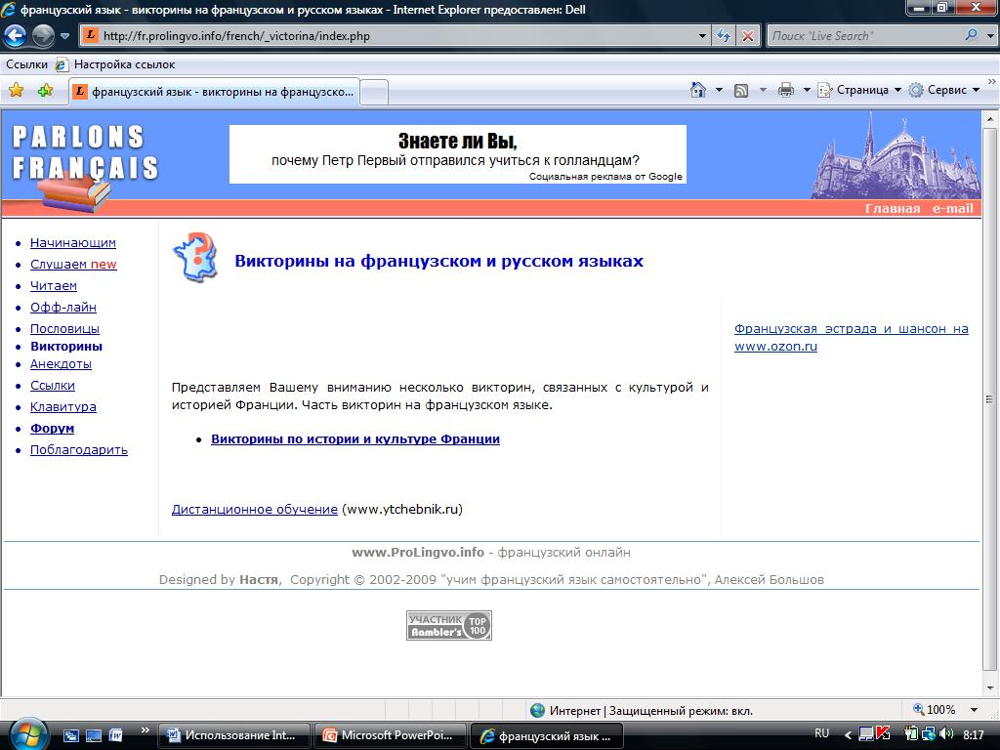 французский язык - викторины на французском и русском языках - Internet Explorer предоставлен: Dell
http://fr.prolingvo.info/french/_victorina/index.php
Поиск "Live Search"
Ссылки Настройка ссылок
французский язык - викторины на французско...
Страница Сервис »
PARLONS
FRANÇAIS
Знаете ли Вы,
почему Петр Первый отправился учиться к голландцам?
Социальная реклама от Google
Главная e-mail
Начинающим
Слушаем new
Читаем
Офф-лайн
Пословицы
Викторины
Анекдоты
Ссылки
Клавитура
Форум
Поблагодарить
Викторины на французском и русском языках
Представляем Вашему вниманию несколько викторин, связанных с культурой и
историей Франции. Часть викторин на французском языке.
Викторины по истории и культуре Франции
Дистанционное обучение (www.ytchebnik.ru)
Французская эстрада и шансон на
www.ozon.ru
www.ProLingvo.info - французский онлайн
Designed by Настя, Copyright © 2002-2009 "учим французский язык самостоятельно", Алексей Большов
УЧАСТНИК
Rambler's
TOP
100
Интернет | Защищенный режим: вкл.
100%
» Использование Int... Microsoft PowerPoi... французский язык ... RU < 8:17